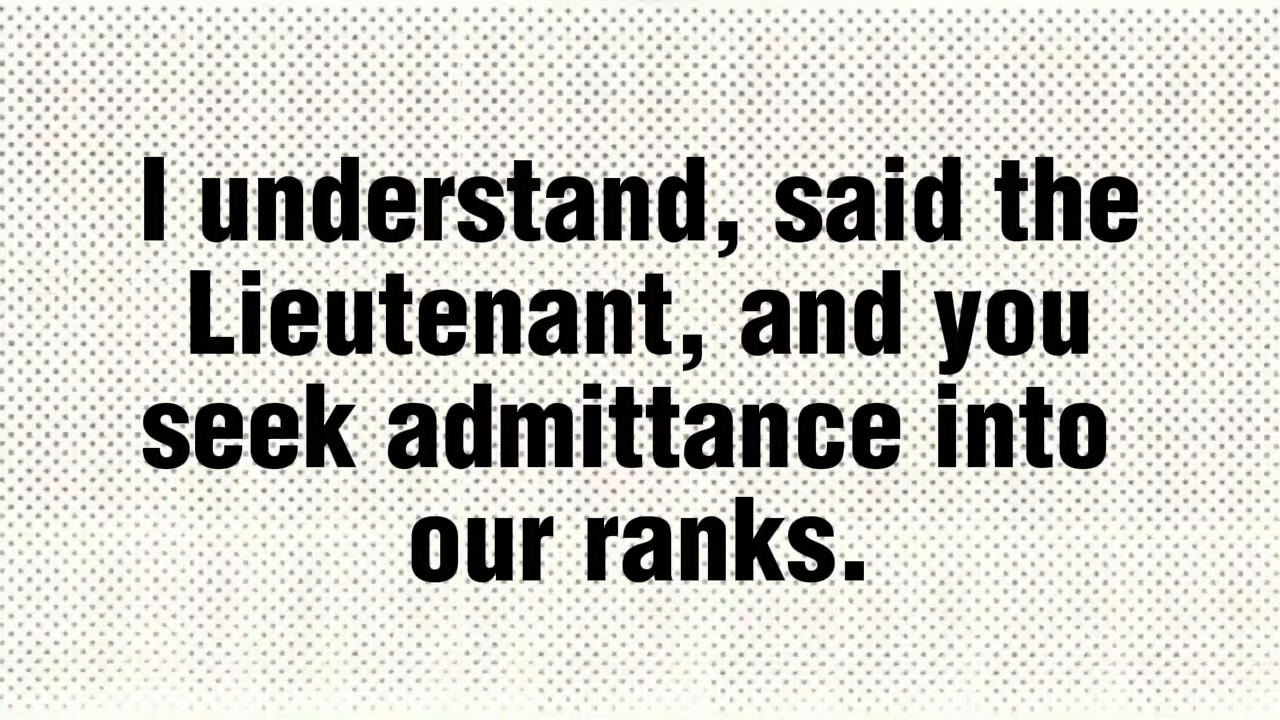 I understand, said the
Lieutenant, and you
seek admittance into
our ranks.